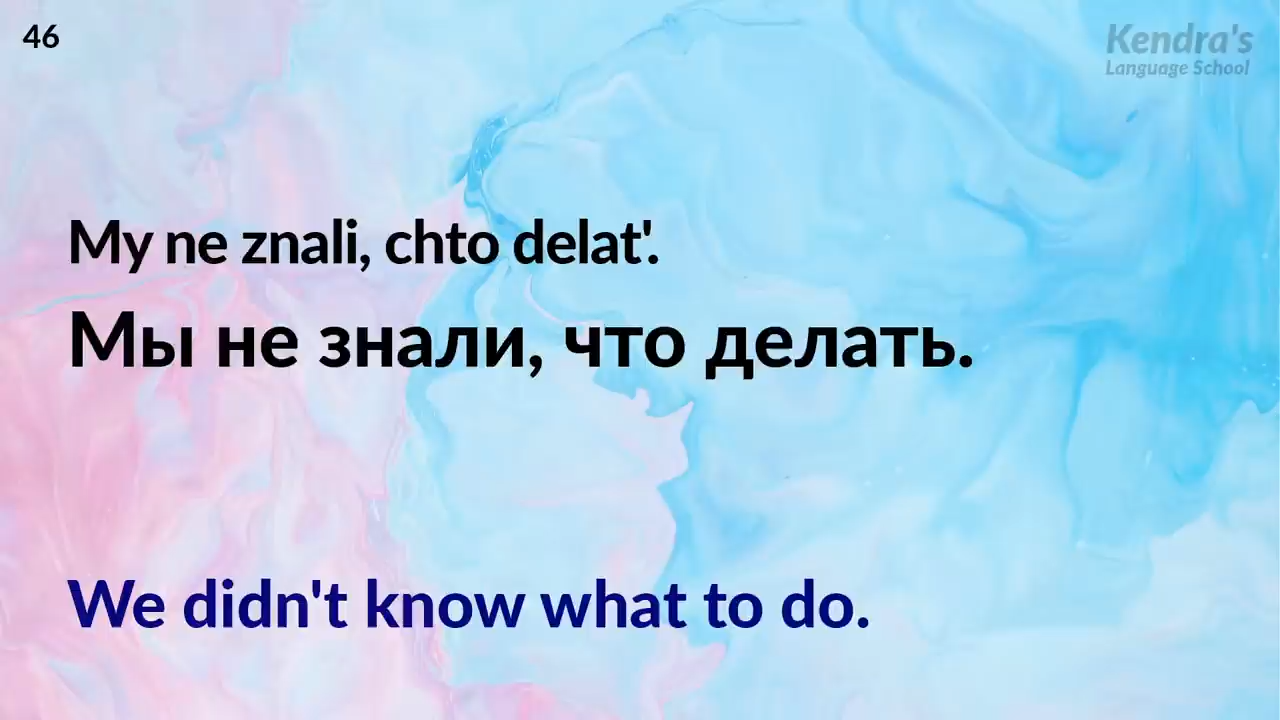 46
Kendra's
Language School
My ne znali, chto delat'.
Мы не знали, что делать.
We didn't know what to do.